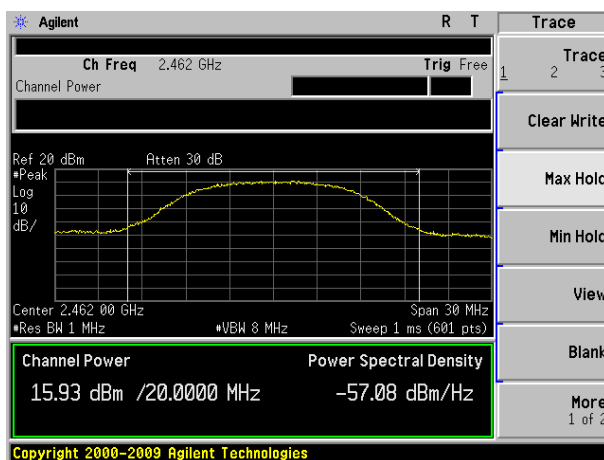 Agilent R T Trace
Ch Freq 2.462 GHz Trig Free
Channel Power
Trace
1 2 3
Clear Write
Max Hold
Min Hold
View
Blank
More
1 of 2
Ref 20 dBm Atten 30 dB
#Peak
Log
10
dB/
Center 2.462 00 GHz Span 30 MHz
#Res BW 1 MHz #VBW 8 MHz Sweep 1 ms (601 pts)
Channel Power Power Spectral Density
15.93 dBm /20.0000 MHz -57.08 dBm/Hz
Copyright 2000-2009 Agilent Technologies